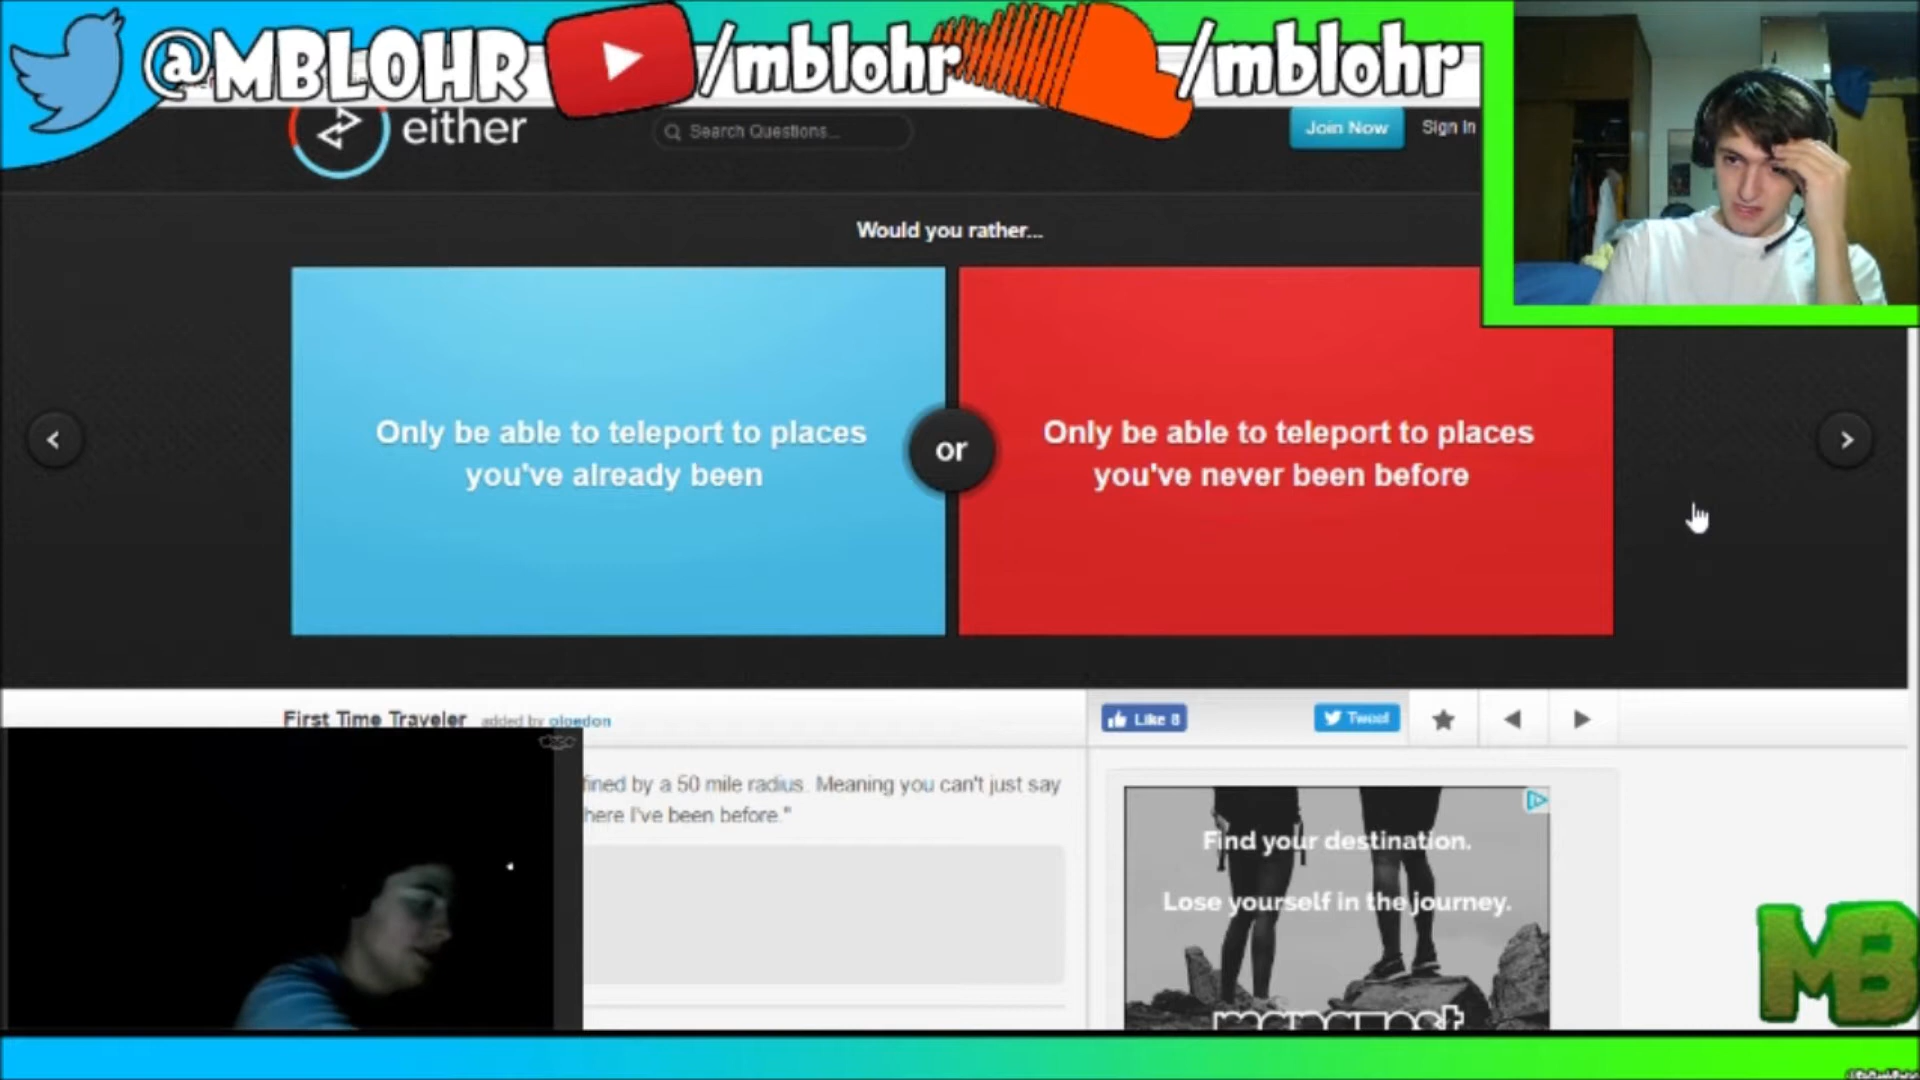 @MBLOHR /mblohr /mblohr
either
Search Questions...
Join Now
Sign In
Would you rather...
Only be able to teleport to places
you've already been
or
Only be able to teleport to places
you've never been before
First Time Traveler added by
Like 8
Tweet
fined by a 50 mile radius. Meaning you can't just say
here I've been before."
Find your destination.
Lose yourself in the journey.
MB